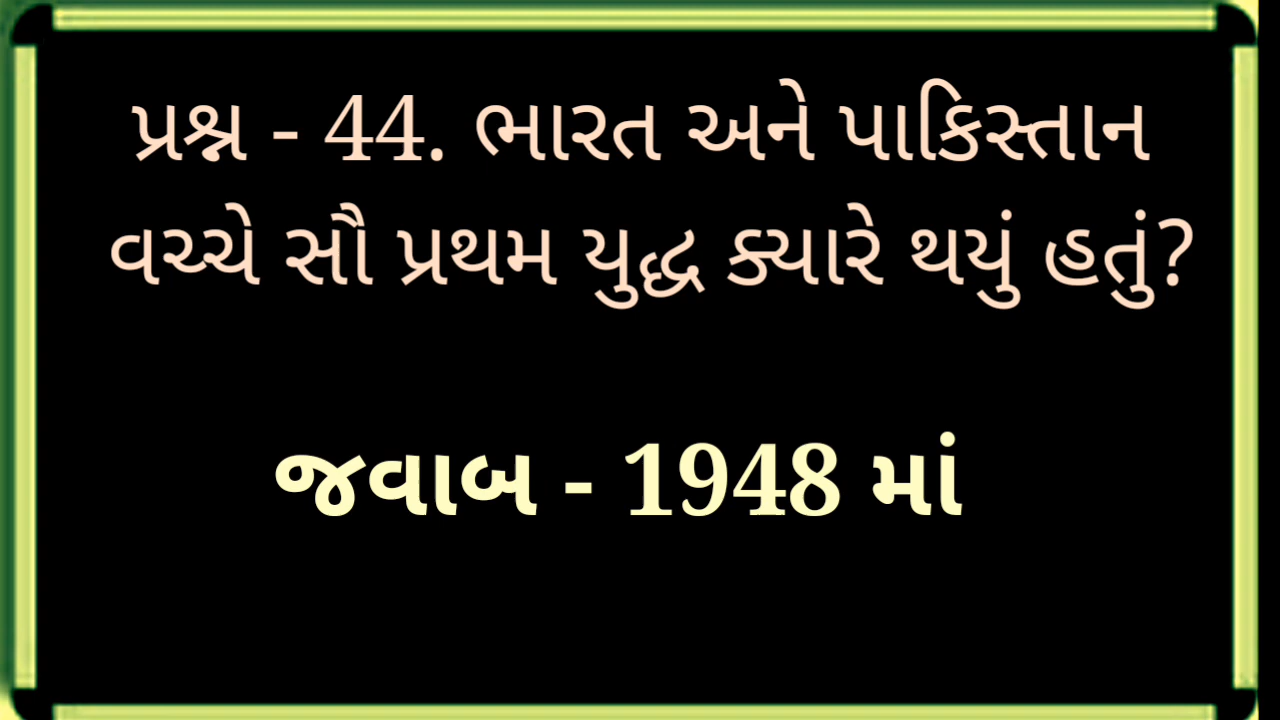 પ્રશ્ન - 44. ભારત અને પાકિસ્તાન
વચ્ચે સૌ પ્રથમ યુદ્ધ ક્યારે થયું હતું?
જવાબ - 1948 માં